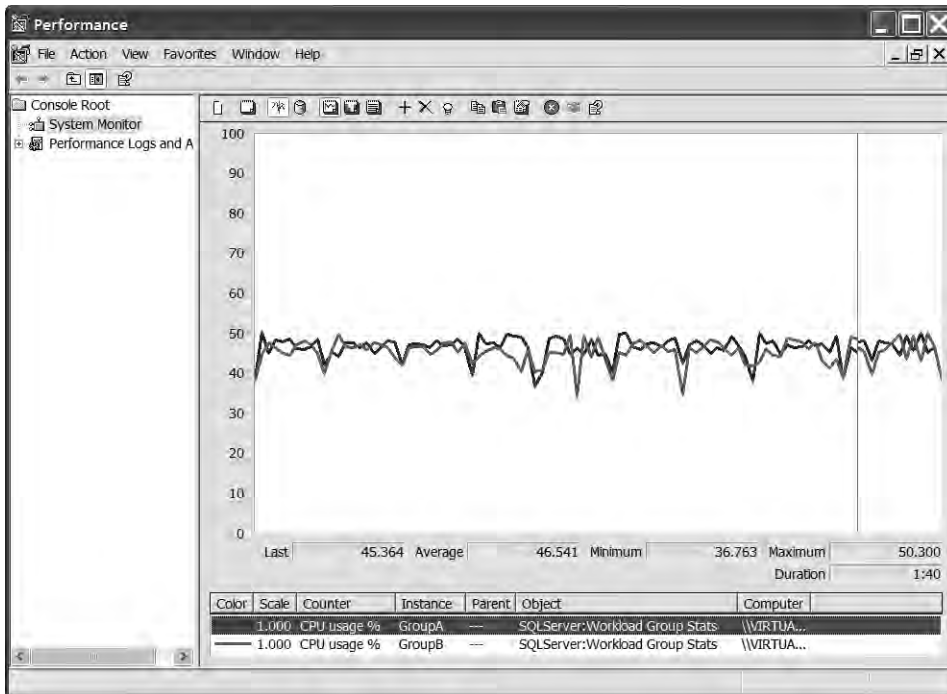 Performance
File Action View Favorites Window Help
Console Root
System Monitor
Performance Logs and A
100
90
80
70
60
50
40
30
20
10
0
Last 45.364 Average 46.541 Minimum 36.763 Maximum 50.300
Duration 1:40
Color Scale Counter Instance Parent Object Computer
1.000 CPU usage % GroupA --- SQLServer:Workload Group Stats \\VIRTUA...
1.000 CPU usage % GroupB --- SQLServer:Workload Group Stats \\VIRTUA...